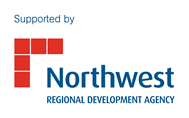 Supported by
Northwest
REGIONAL DEVELOPMENT AGENCY